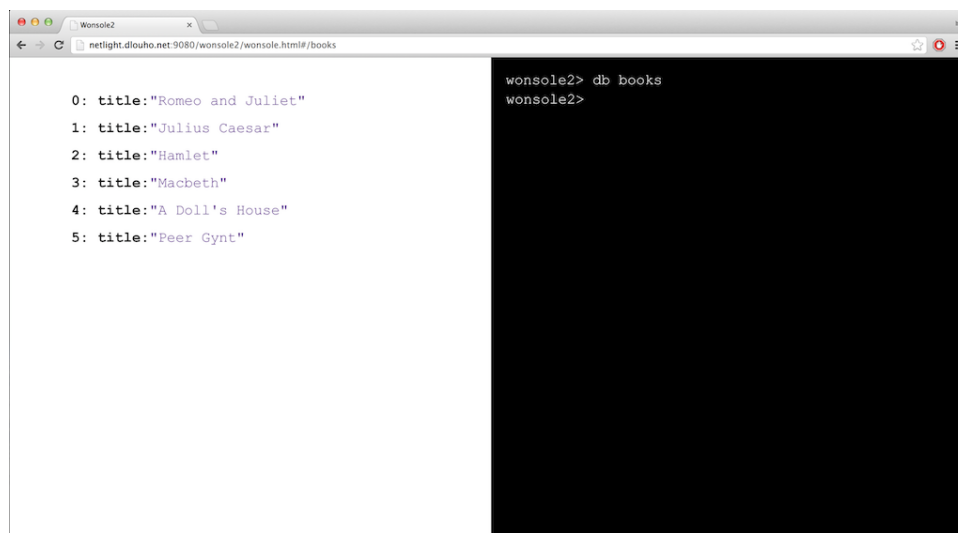 Wonsole2
netlight.dlouho.net:9080/wonsole2/wonsole.html#/books
0: title:"Romeo and Juliet"
1: title:"Julius Caesar"
2: title:"Hamlet"
3: title:"Macbeth"
4: title:"A Doll's House"
5: title:"Peer Gynt"
wonsole2> db books
wonsole2>